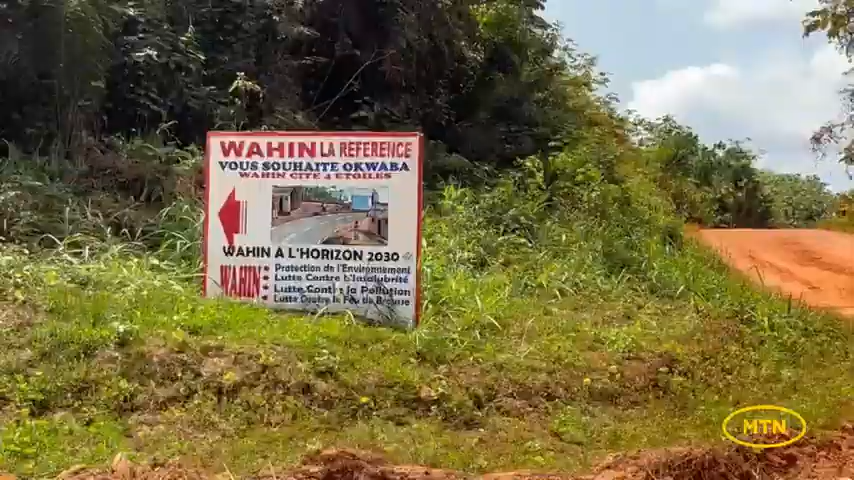 WAHIN LA REFERENCE
VOUS SOUHAITE OKWABA
WAHIN CITE 4 ETOILES
WAHIN À L'HORIZON 2030
WAHIN :
Protection de l'Environnement
Lutte Contre l'Insalubrité
Lutte Contre la Pollution
Lutte Contre le Feu de Brousse
MTN